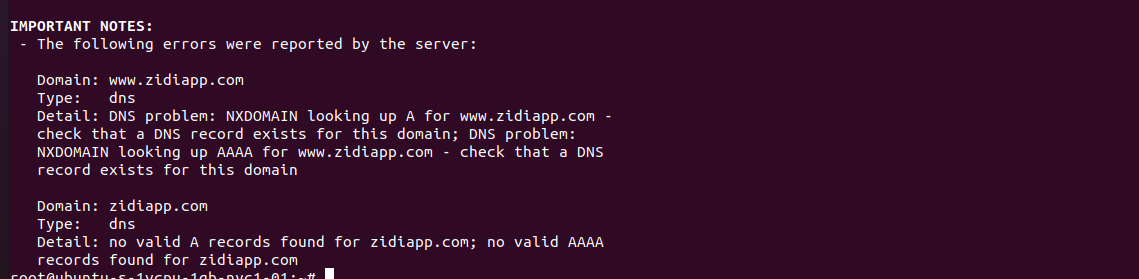 IMPORTANT NOTES:
- The following errors were reported by the server:
Domain: www.zidiapp.com
Type: dns
Detail: DNS problem: NXDOMAIN looking up A for www.zidiapp.com -
check that a DNS record exists for this domain; DNS problem:
NXDOMAIN looking up AAAA for www.zidiapp.com - check that a DNS
record exists for this domain
Domain: zidiapp.com
Type: dns
Detail: no valid A records found for zidiapp.com; no valid AAAA
records found for zidiapp.com
root@ubuntu-s-1vcpu-1gb-nyc1-01:~#